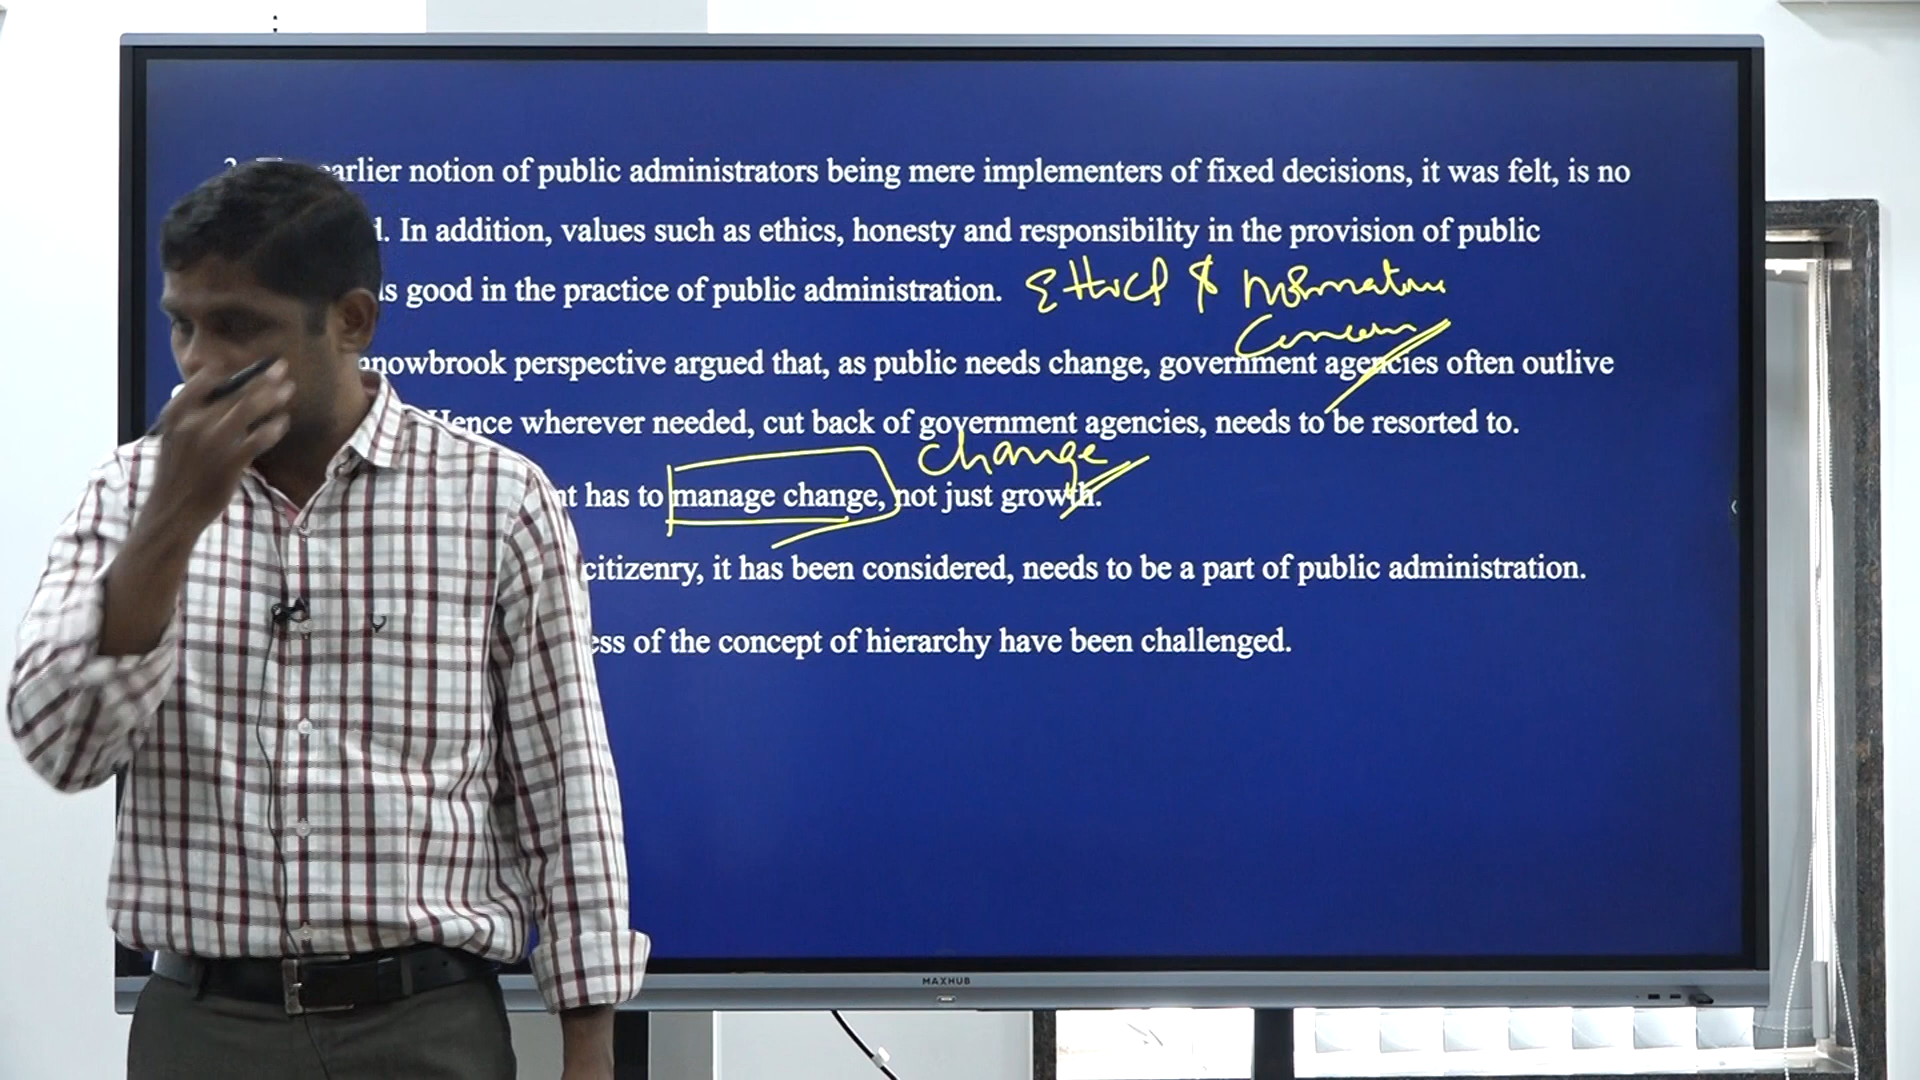 earlier notion of public administrators being mere implementers of fixed decisions, it was felt, is no
In addition, values such as ethics, honesty and responsibility in the provision of public
good in the practice of public administration. Ethical & Normative
Concern
perspective argued that, as public needs change, government agencies often outlive
Hence wherever needed, cut back of government agencies, needs to be resorted to.
change
has to manage change, not just growth.
citizenry, it has been considered, needs to be a part of public administration.
of the concept of hierarchy have been challenged.
MAXHUB